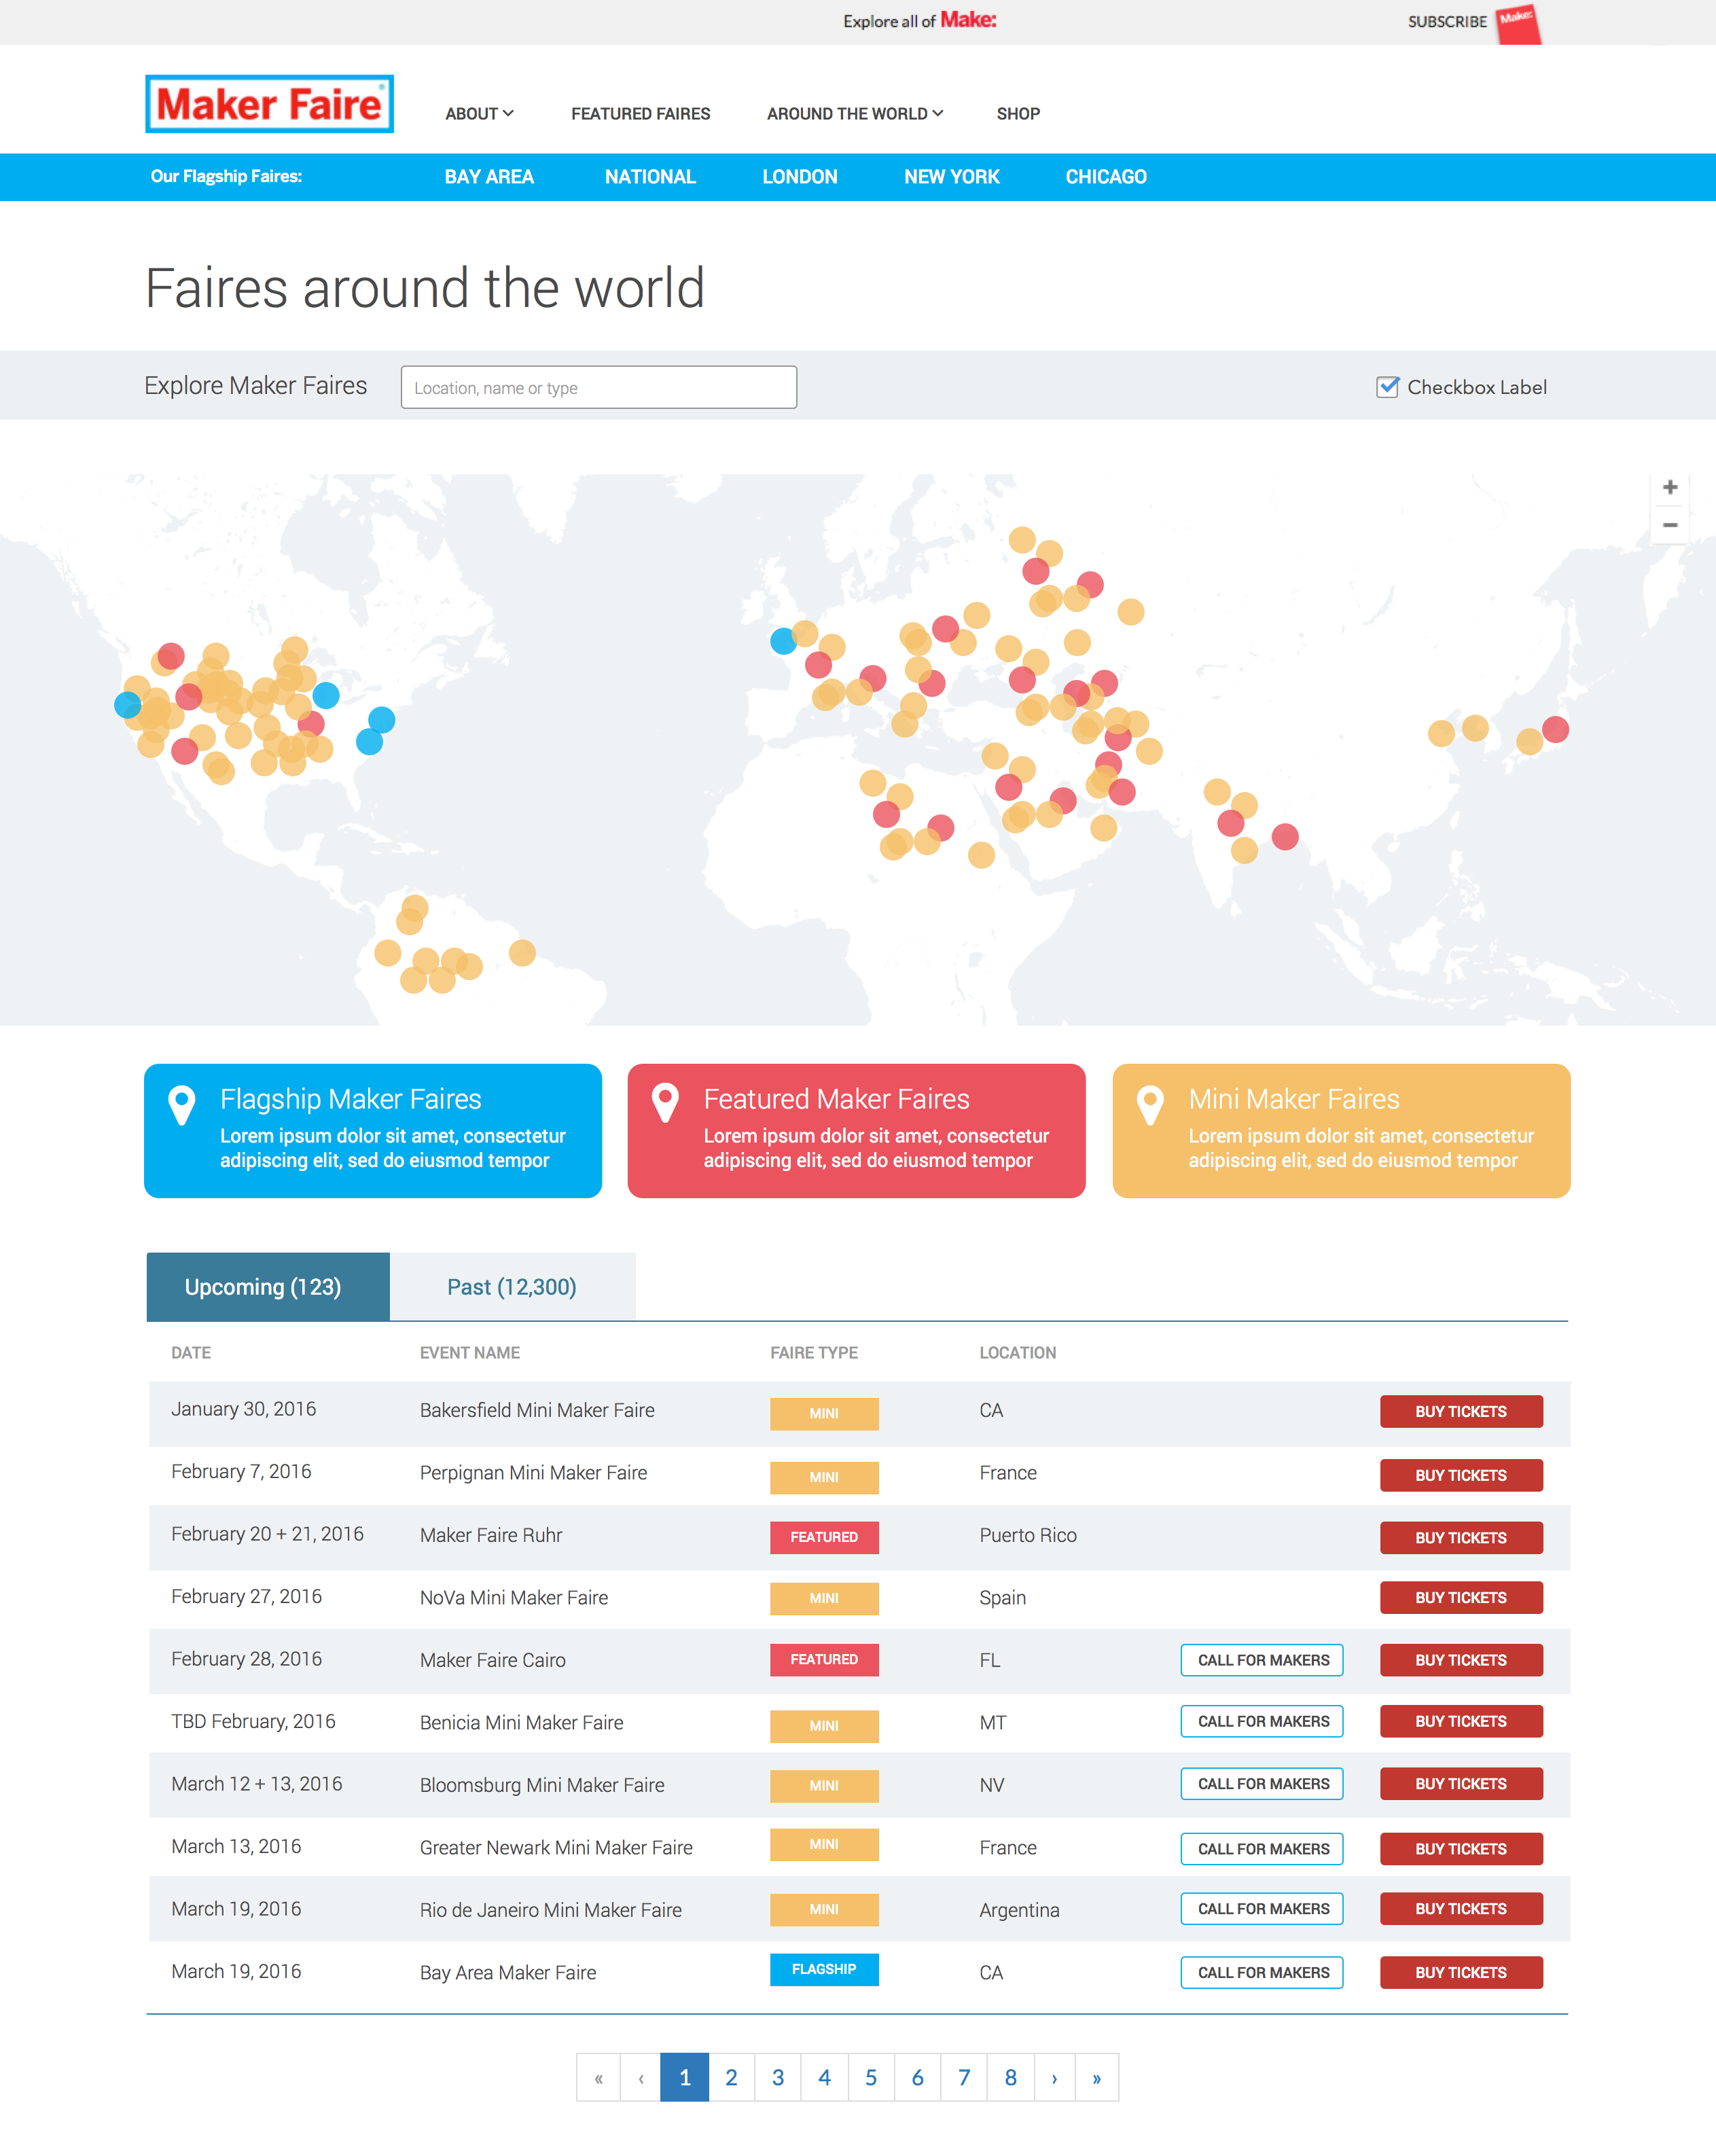 Explore all of Make:
SUBSCRIBE
Make:
Maker Faire®
ABOUT
FEATURED FAIRES
AROUND THE WORLD
SHOP
Our Flagship Faires:
BAY AREA
NATIONAL
LONDON
NEW YORK
CHICAGO
Faires around the world
Explore Maker Faires
Location, name or type
Checkbox Label
+
−
Flagship Maker Faires
Lorem ipsum dolor sit amet, consectetur
adipiscing elit, sed do eiusmod tempor
Featured Maker Faires
Lorem ipsum dolor sit amet, consectetur
adipiscing elit, sed do eiusmod tempor
Mini Maker Faires
Lorem ipsum dolor sit amet, consectetur
adipiscing elit, sed do eiusmod tempor
Upcoming (123)
Past (12,300)
DATE EVENT NAME FAIRE TYPE LOCATION
January 30, 2016 Bakersfield Mini Maker Faire MINI CA BUY TICKETS
February 7, 2016 Perpignan Mini Maker Faire MINI France BUY TICKETS
February 20 + 21, 2016 Maker Faire Ruhr FEATURED Puerto Rico BUY TICKETS
February 27, 2016 NoVa Mini Maker Faire MINI Spain BUY TICKETS
February 28, 2016 Maker Faire Cairo FEATURED FL CALL FOR MAKERS BUY TICKETS
TBD February, 2016 Benicia Mini Maker Faire MINI MT CALL FOR MAKERS BUY TICKETS
March 12 + 13, 2016 Bloomsburg Mini Maker Faire MINI NV CALL FOR MAKERS BUY TICKETS
March 13, 2016 Greater Newark Mini Maker Faire MINI France CALL FOR MAKERS BUY TICKETS
March 19, 2016 Rio de Janeiro Mini Maker Faire MINI Argentina CALL FOR MAKERS BUY TICKETS
March 19, 2016 Bay Area Maker Faire FLAGSHIP CA CALL FOR MAKERS BUY TICKETS
« ‹ 1 2 3 4 5 6 7 8 › »